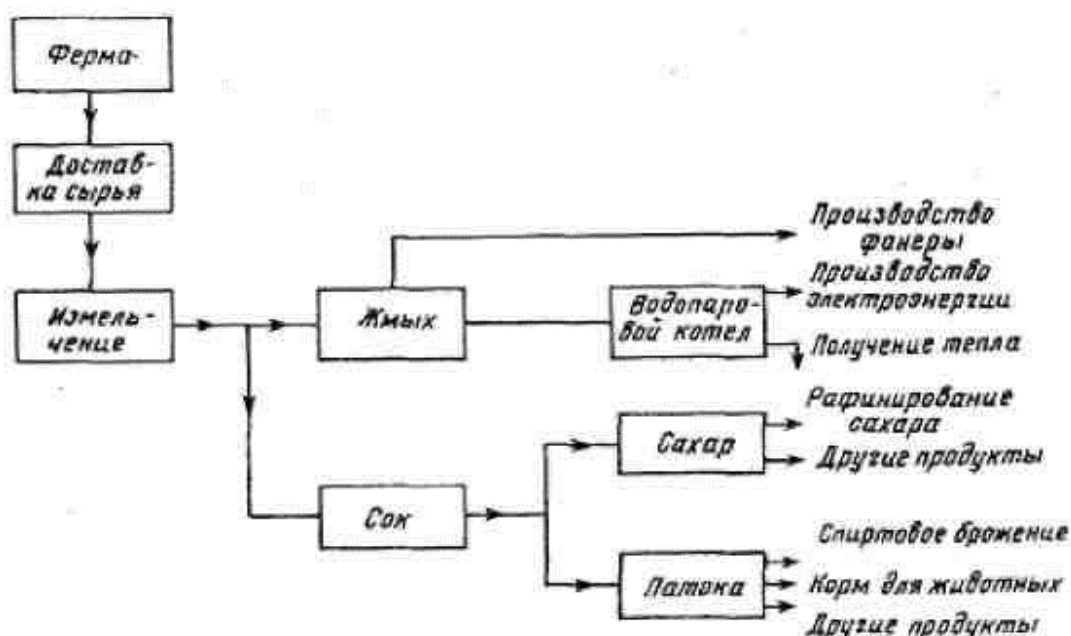 Ферма
Достав-
ка сырья
Измель-
чение
Жмых
Производство
фанеры
Водопаро-
вой котел
Производство
электроэнергии
Получение тепла
Сок
Сахар
Рафинирование
сахара
Другие продукты
Патока
Спиртовое брожение
Корм для животных
Другие продукты